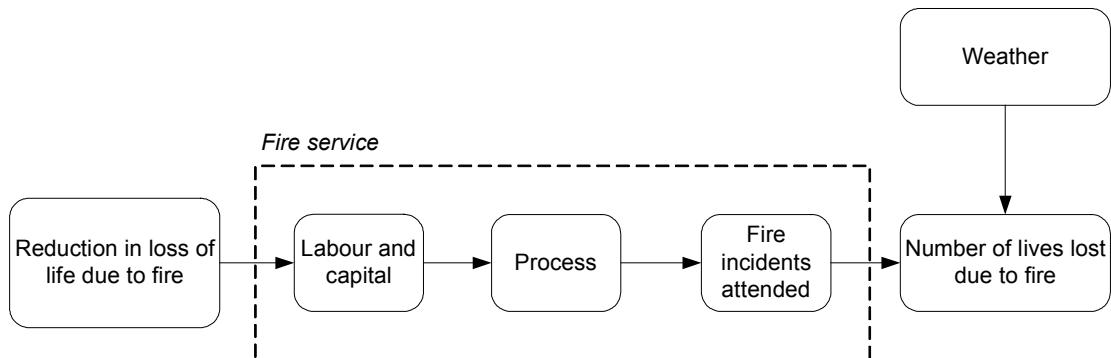 Weather
Fire service
Reduction in loss of
life due to fire
Labour and
capital
Process
Fire
incidents
attended
Number of lives lost
due to fire